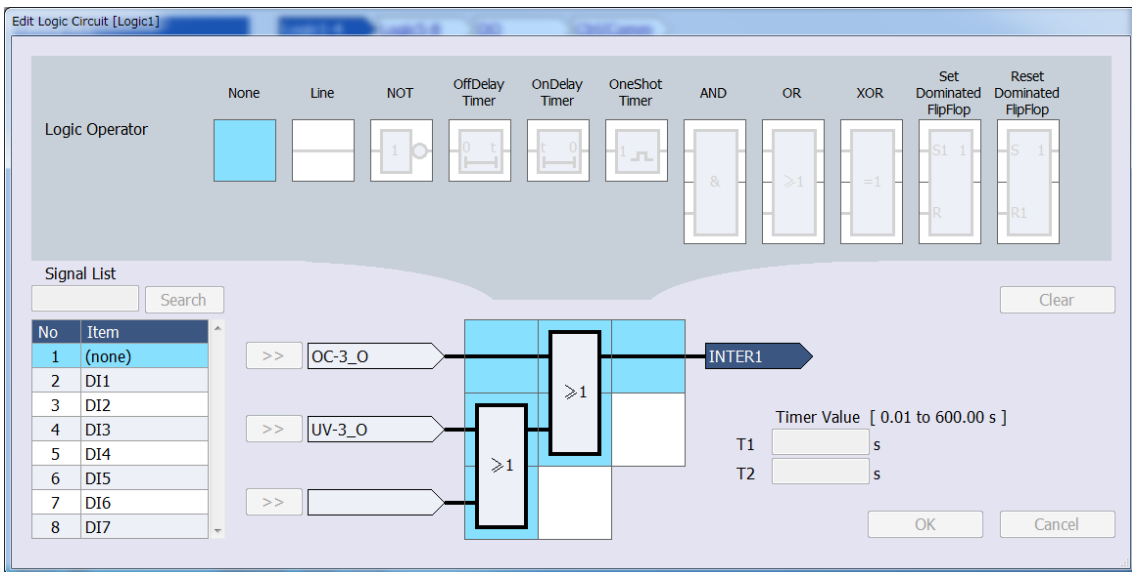 Edit Logic Circuit [Logic1]
None
Line
NOT
OffDelay
Timer
OnDelay
Timer
OneShot
Timer
AND
OR
XOR
Set
Dominated
FlipFlop
Reset
Dominated
FlipFlop
Logic Operator
1
0 t
t 0
1
&
≥1
=1
S1 1
R
S 1
R1
Signal List
Search
Clear
No Item
1 (none)
2 DI1
3 DI2
4 DI3
5 DI4
6 DI5
7 DI6
8 DI7
>> OC-3_O
>> UV-3_O
>>
≥1
≥1
INTER1
Timer Value [ 0.01 to 600.00 s ]
T1 s
T2 s
OK
Cancel